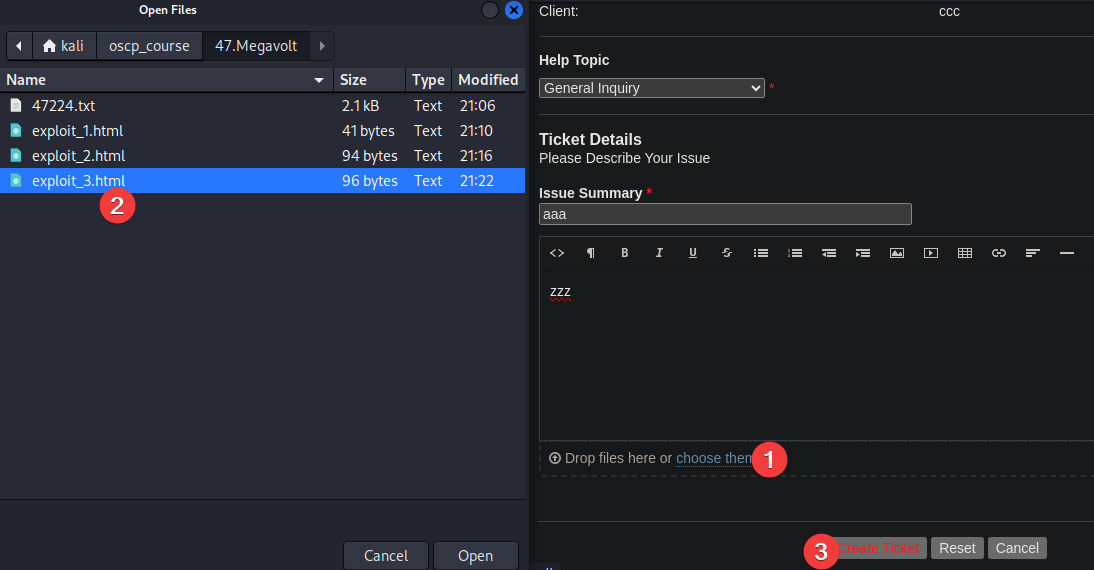 Open Files
kali
oscp_course
47.Megavolt
Name
Size
Type
Modified
47224.txt
2.1 kB
Text
21:06
exploit_1.html
41 bytes
Text
21:10
exploit_2.html
94 bytes
Text
21:16
exploit_3.html
96 bytes
Text
21:22
2
Cancel
Open
Client:
ccc
Help Topic
General Inquiry
*
Ticket Details
Please Describe Your Issue
Issue Summary *
aaa
<> ¶ B I U S
zzz
Drop files here or choose them
1
3
Create Ticket
Reset
Cancel